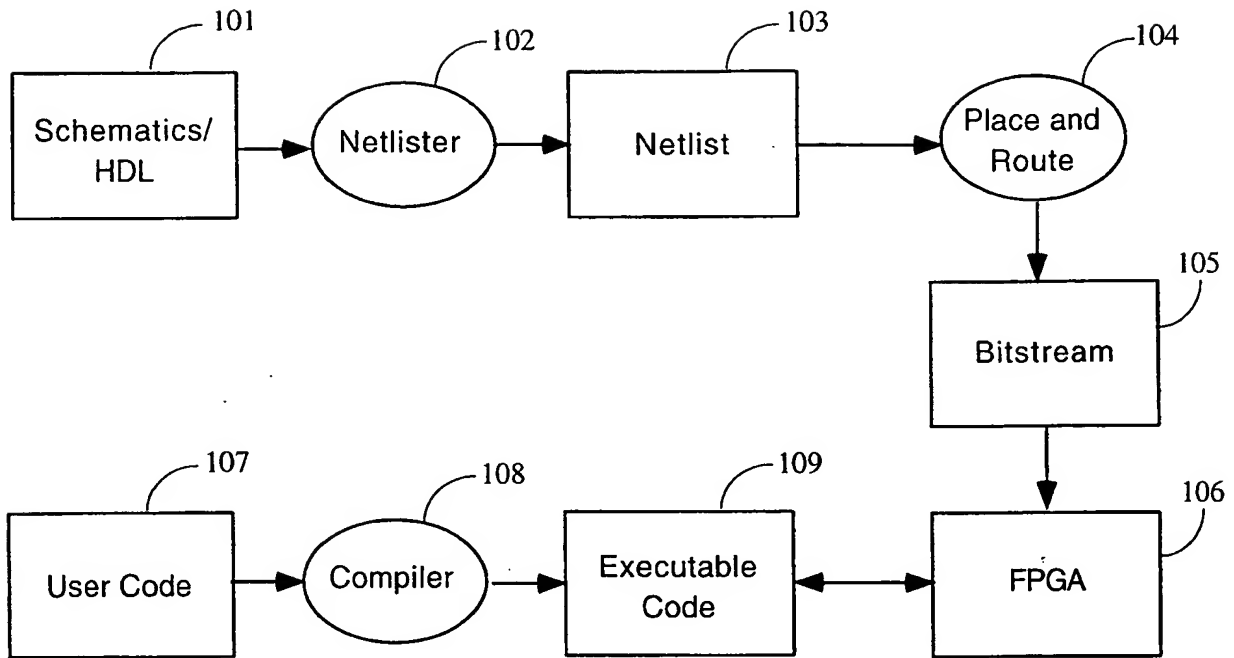 101
102
103
104
Schematics/
HDL
Netlister
Netlist
Place and
Route
105
Bitstream
107
108
109
106
User Code
Compiler
Executable
Code
FPGA